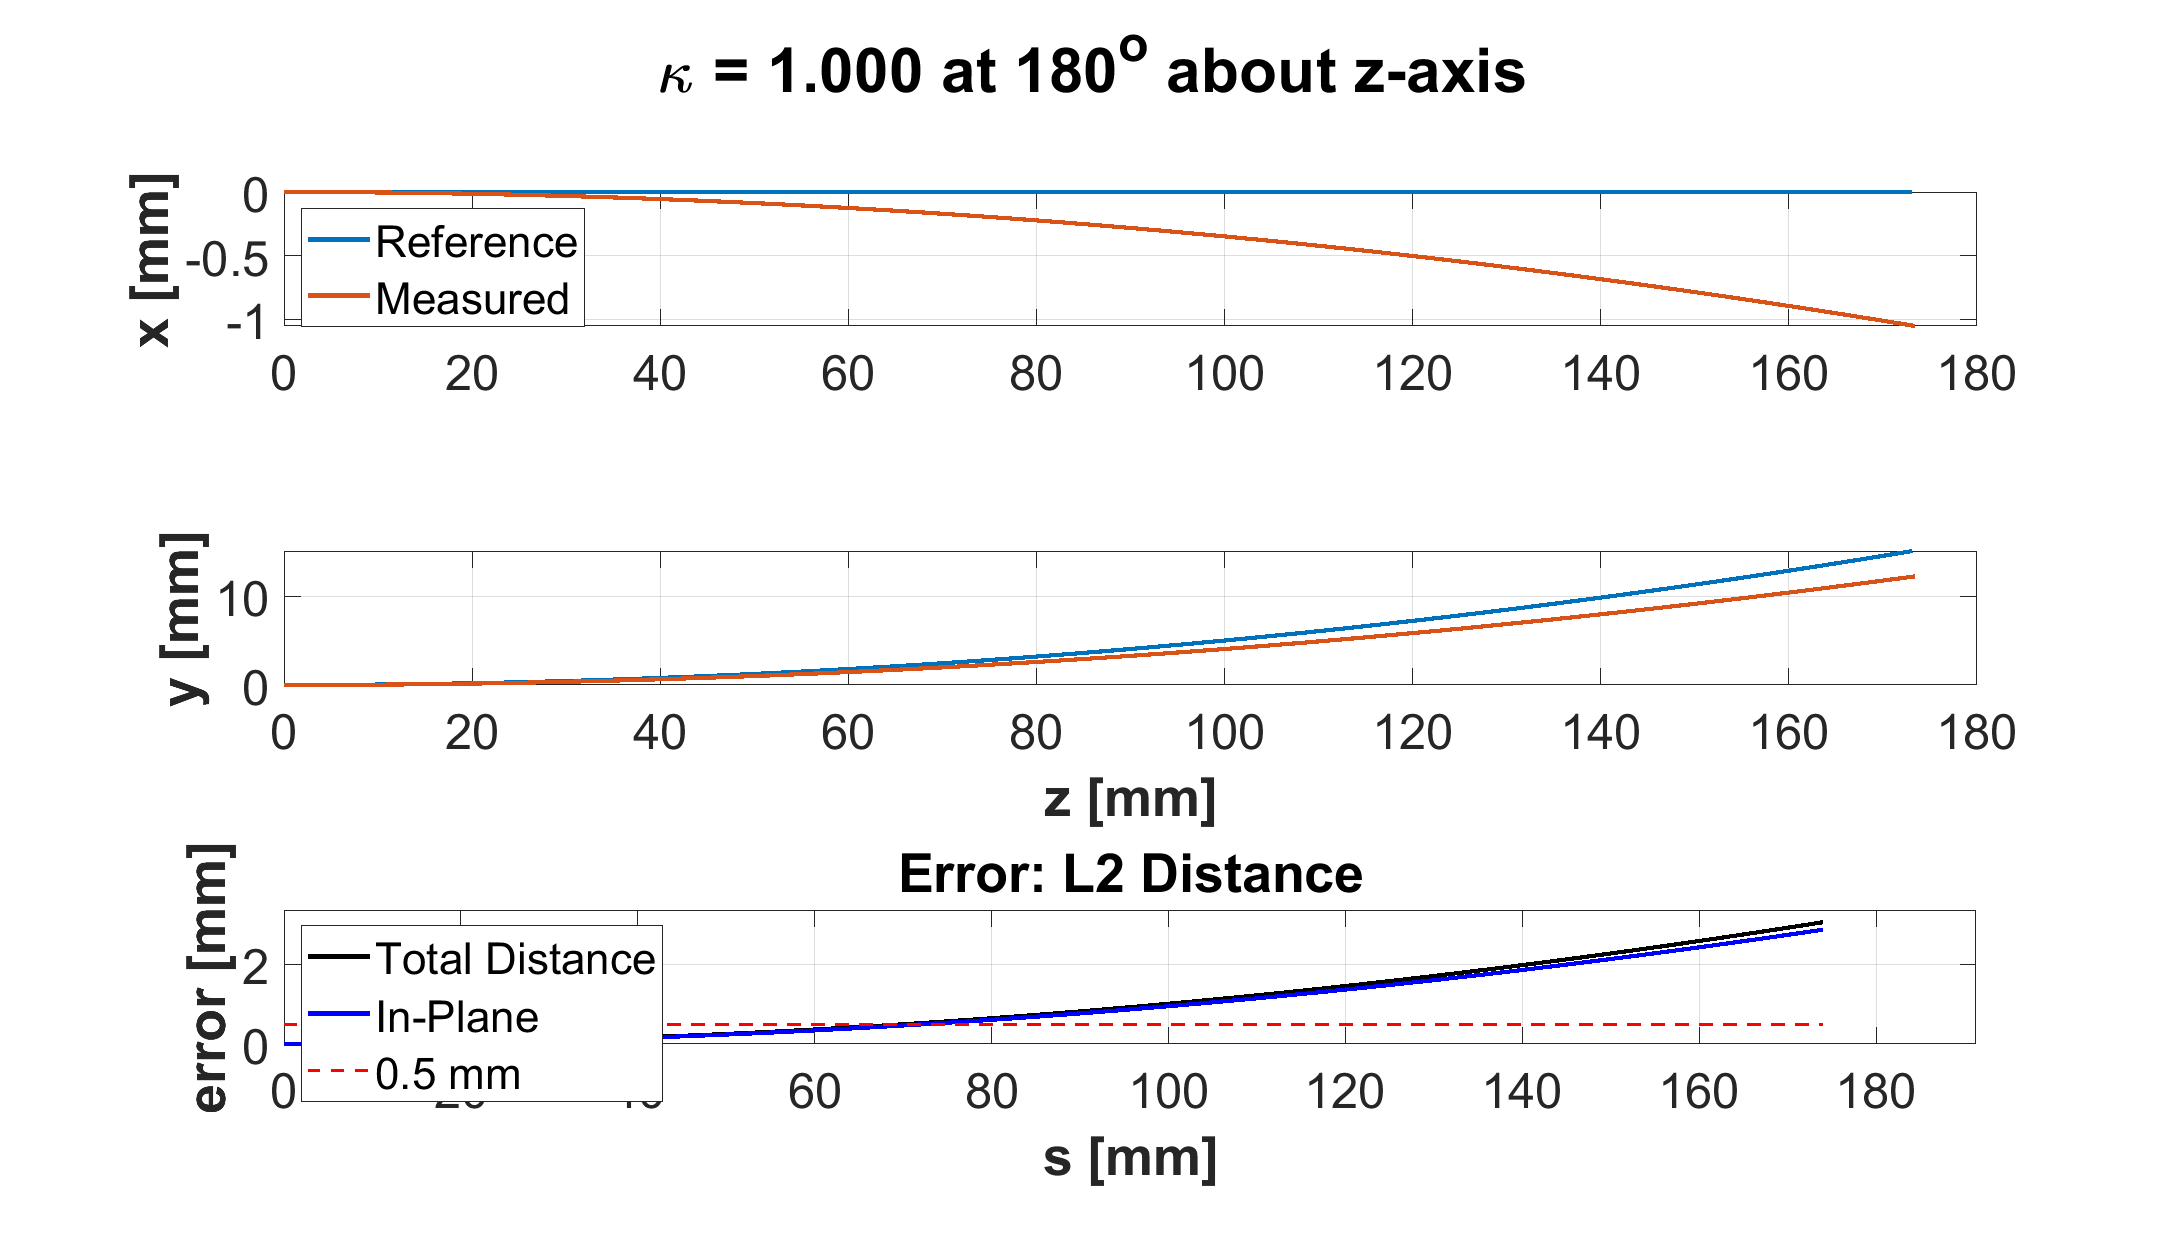 κ = 1.000 at 180° about z-axis
x [mm]
0
-0.5
-1
Reference
Measured
0 20 40 60 80 100 120 140 160 180
y [mm]
10
0
0 20 40 60 80 100 120 140 160 180
z [mm]
Error: L2 Distance
error [mm]
2
0
Total Distance
In-Plane
0.5 mm
0 20 40 60 80 100 120 140 160 180
s [mm]